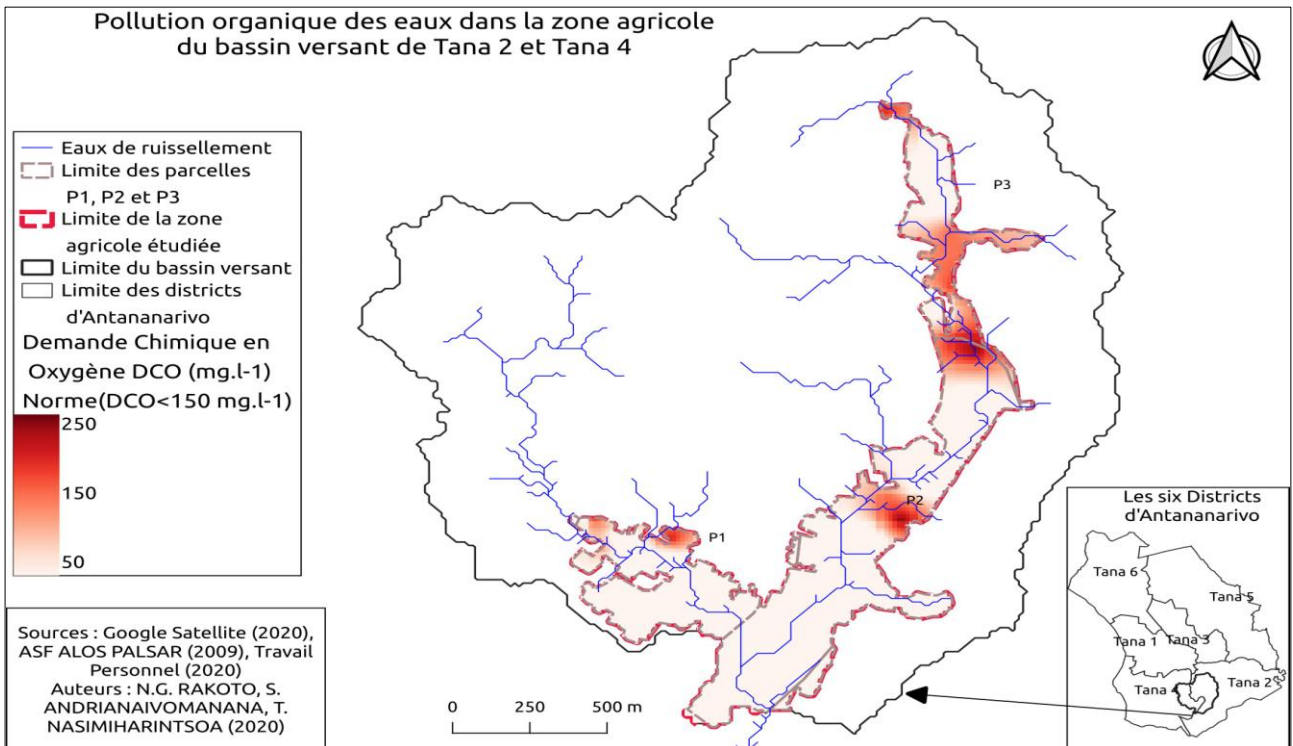 Pollution organique des eaux dans la zone agricole
du bassin versant de Tana 2 et Tana 4
Eaux de ruissellement
Limite des parcelles
P1, P2 et P3
Limite de la zone
agricole étudiée
Limite du bassin versant
Limite des districts
d'Antananarivo
Demande Chimique en
Oxygène DCO (mg.l-1)
Norme(DCO<150 mg.l-1)
250
150
50
Sources : Google Satellite (2020),
ASF ALOS PALSAR (2009), Travail
Personnel (2020)
Auteurs : N.G. RAKOTO, S.
ANDRIANAIVOMANANA, T.
NASIMIHARINTSOA (2020)
P3
P2
P1
0 250 500 m
Les six Districts
d'Antananarivo
Tana 6
Tana 5
Tana 1
Tana 3
Tana 2
Tana